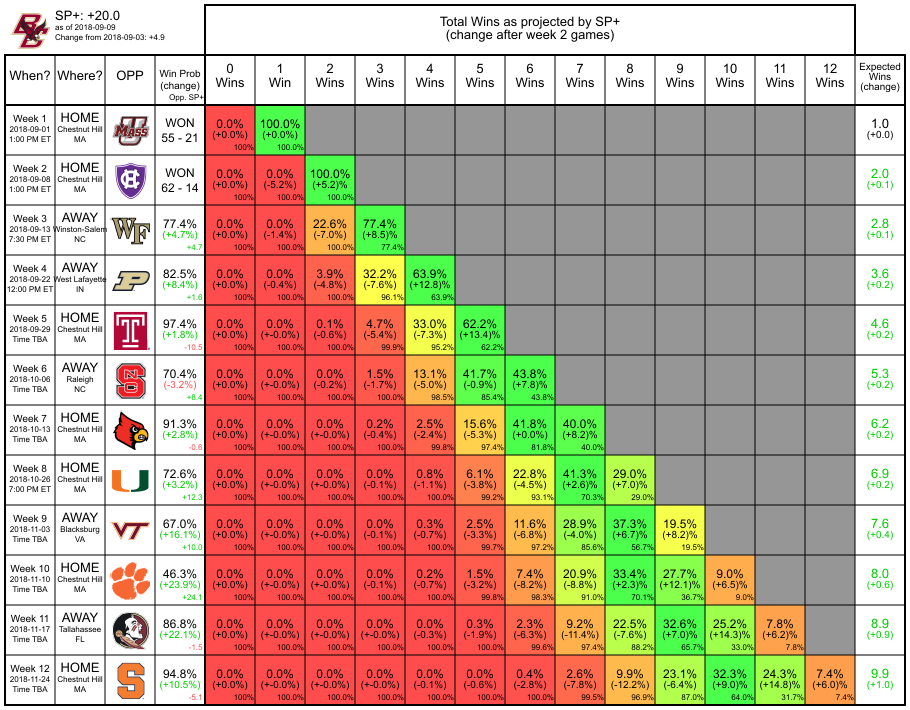 SP+: +20.0
as of 2018-09-09
Change from 2018-09-03: +4.9
Total Wins as projected by SP+
(change after week 2 games)
When? Where? OPP Win Prob (change) Opp. SP+ 0 Wins 1 Win 2 Wins 3 Wins 4 Wins 5 Wins 6 Wins 7 Wins 8 Wins 9 Wins 10 Wins 11 Wins 12 Wins Expected Wins (change)
Week 1 HOME MASS WON 0.0% 100.0% 1.0
2018-09-01 Chestnut Hill 55 - 21 (+0.0%) (+0.0%) (+0.0)
1:00 PM ET MA 100% 100.0%
Week 2 HOME HC WON 0.0% 0.0% 100.0% 2.0
2018-09-08 Chestnut Hill 62 - 14 (+0.0%) (-5.2%) (+5.2)% (+0.1)
1:00 PM ET MA 100% 100.0% 100.0%
Week 3 AWAY WF 77.4% 0.0% 0.0% 22.6% 77.4% 2.8
2018-09-13 Winston-Salem (+4.7%) (+0.0%) (-1.4%) (-7.0%) (+8.5)% (+0.1)
7:30 PM ET NC +4.7 100% 100.0% 100.0% 77.4%
Week 4 AWAY P 82.5% 0.0% 0.0% 3.9% 32.2% 63.9% 3.6
2018-09-22 West Lafayette (+8.4%) (+0.0%) (-0.4%) (-4.8%) (-7.6%) (+12.8)% (+0.2)
12:00 PM ET IN +1.6 100% 100.0% 100.0% 96.1% 63.9%
Week 5 HOME T 97.4% 0.0% 0.0% 0.1% 4.7% 33.0% 62.2% 4.6
2018-09-29 Chestnut Hill (+1.8%) (+0.0%) (+-0.0%) (-0.6%) (-5.4%) (-7.3%) (+13.4)% (+0.2)
Time TBA MA -10.5 100% 100.0% 100.0% 99.9% 95.2% 62.2%
Week 6 AWAY S 70.4% 0.0% 0.0% 0.0% 1.5% 13.1% 41.7% 43.8% 5.3
2018-10-06 Raleigh (-3.2%) (+0.0%) (+-0.0%) (-0.2%) (-1.7%) (-5.0%) (-0.9%) (+7.8)% (+0.2)
Time TBA NC +8.4 100% 100.0% 100.0% 100.0% 98.5% 85.4% 43.8%
Week 7 HOME 91.3% 0.0% 0.0% 0.0% 0.2% 2.5% 15.6% 41.8% 40.0% 6.2
2018-10-13 Chestnut Hill (+2.8%) (+0.0%) (+-0.0%) (+-0.0%) (-0.4%) (-2.4%) (-5.3%) (+0.0)% (+8.2)% (+0.2)
Time TBA MA -0.6 100% 100.0% 100.0% 100.0% 99.8% 97.4% 81.8% 40.0%
Week 8 HOME U 72.6% 0.0% 0.0% 0.0% 0.0% 0.8% 6.1% 22.8% 41.3% 29.0% 6.9
2018-10-26 Chestnut Hill (+3.2%) (+0.0%) (+-0.0%) (+-0.0%) (-0.1%) (-1.1%) (-3.8%) (-4.5%) (+2.6)% (+7.0)% (+0.2)
7:00 PM ET MA +12.3 100% 100.0% 100.0% 100.0% 100.0% 99.2% 93.1% 70.3% 29.0%
Week 9 AWAY VT 67.0% 0.0% 0.0% 0.0% 0.0% 0.3% 2.5% 11.6% 28.9% 37.3% 19.5% 7.6
2018-11-03 Blacksburg (+16.1%) (+0.0%) (+-0.0%) (+-0.0%) (-0.1%) (-0.7%) (-3.3%) (-6.8%) (-4.0%) (+6.7)% (+8.2)% (+0.4)
Time TBA VA +10.0 100% 100.0% 100.0% 100.0% 100.0% 99.7% 97.2% 85.6% 56.7% 19.5%
Week 10 HOME 46.3% 0.0% 0.0% 0.0% 0.0% 0.2% 1.5% 7.4% 20.9% 33.4% 27.7% 9.0% 8.0
2018-11-10 Chestnut Hill (+23.9%) (+0.0%) (+-0.0%) (+-0.0%) (-0.1%) (-0.7%) (-3.2%) (-8.2%) (-8.8%) (+2.3)% (+12.1)% (+6.5)% (+0.6)
Time TBA MA +24.1 100% 100.0% 100.0% 100.0% 100.0% 99.8% 98.3% 91.0% 70.1% 36.7% 9.0%
Week 11 AWAY 86.8% 0.0% 0.0% 0.0% 0.0% 0.0% 0.3% 2.3% 9.2% 22.5% 32.6% 25.2% 7.8% 8.9
2018-11-17 Tallahassee (+22.1%) (+0.0%) (+-0.0%) (+-0.0%) (+-0.0%) (-0.3%) (-1.9%) (-6.3%) (-11.4%) (-7.6%) (+7.0)% (+14.3)% (+6.2)% (+0.9)
Time TBA FL -1.5 100% 100.0% 100.0% 100.0% 100.0% 100.0% 99.6% 97.4% 88.2% 65.7% 33.0% 7.8%
Week 12 HOME S 94.8% 0.0% 0.0% 0.0% 0.0% 0.0% 0.0% 0.4% 2.6% 9.9% 23.1% 32.3% 24.3% 7.4% 9.9
2018-11-24 Chestnut Hill (+10.5%) (+0.0%) (+-0.0%) (+-0.0%) (+-0.0%) (-0.1%) (-0.6%) (-2.8%) (-7.8%) (-12.2%) (-6.4%) (+9.0)% (+14.8)% (+6.0)% (+1.0)
Time TBA MA -5.1 100% 100.0% 100.0% 100.0% 100.0% 100.0% 100.0% 99.5% 96.9% 87.0% 64.0% 31.7% 7.4%